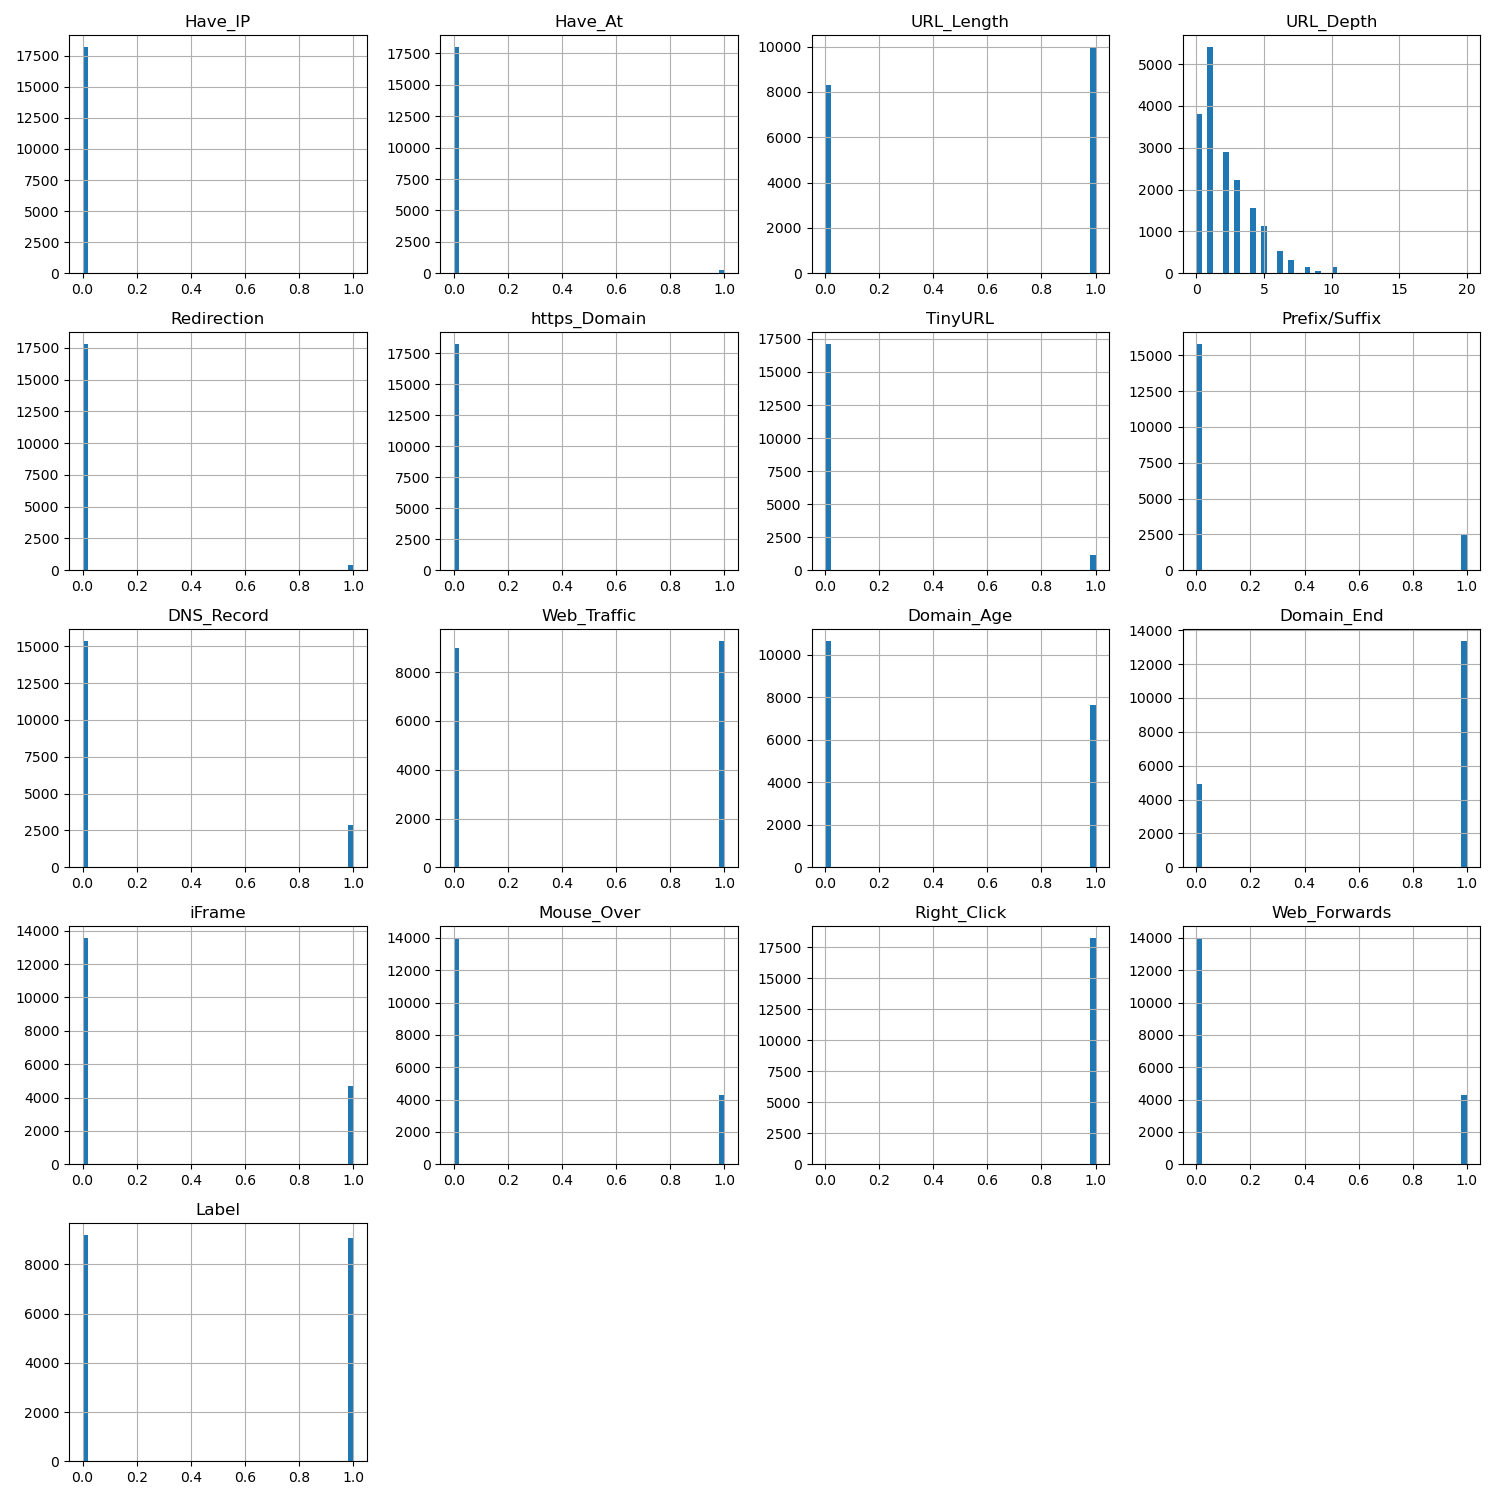 Have_IP Have_At URL_Length URL_Depth
17500 15000 12500 10000 7500 5000 2500 0
0.0 0.2 0.4 0.6 0.8 1.0
17500 15000 12500 10000 7500 5000 2500 0
0.0 0.2 0.4 0.6 0.8 1.0
10000 8000 6000 4000 2000 0
0.0 0.2 0.4 0.6 0.8 1.0
5000 4000 3000 2000 1000 0
0 5 10 15 20
Redirection https_Domain TinyURL Prefix/Suffix
17500 15000 12500 10000 7500 5000 2500 0
0.0 0.2 0.4 0.6 0.8 1.0
17500 15000 12500 10000 7500 5000 2500 0
0.0 0.2 0.4 0.6 0.8 1.0
17500 15000 12500 10000 7500 5000 2500 0
0.0 0.2 0.4 0.6 0.8 1.0
15000 12500 10000 7500 5000 2500 0
0.0 0.2 0.4 0.6 0.8 1.0
DNS_Record Web_Traffic Domain_Age Domain_End
15000 12500 10000 7500 5000 2500 0
0.0 0.2 0.4 0.6 0.8 1.0
8000 6000 4000 2000 0
0.0 0.2 0.4 0.6 0.8 1.0
10000 8000 6000 4000 2000 0
0.0 0.2 0.4 0.6 0.8 1.0
14000 12000 10000 8000 6000 4000 2000 0
0.0 0.2 0.4 0.6 0.8 1.0
iFrame Mouse_Over Right_Click Web_Forwards
14000 12000 10000 8000 6000 4000 2000 0
0.0 0.2 0.4 0.6 0.8 1.0
14000 12000 10000 8000 6000 4000 2000 0
0.0 0.2 0.4 0.6 0.8 1.0
17500 15000 12500 10000 7500 5000 2500 0
0.0 0.2 0.4 0.6 0.8 1.0
14000 12000 10000 8000 6000 4000 2000 0
0.0 0.2 0.4 0.6 0.8 1.0
Label
8000 6000 4000 2000 0
0.0 0.2 0.4 0.6 0.8 1.0